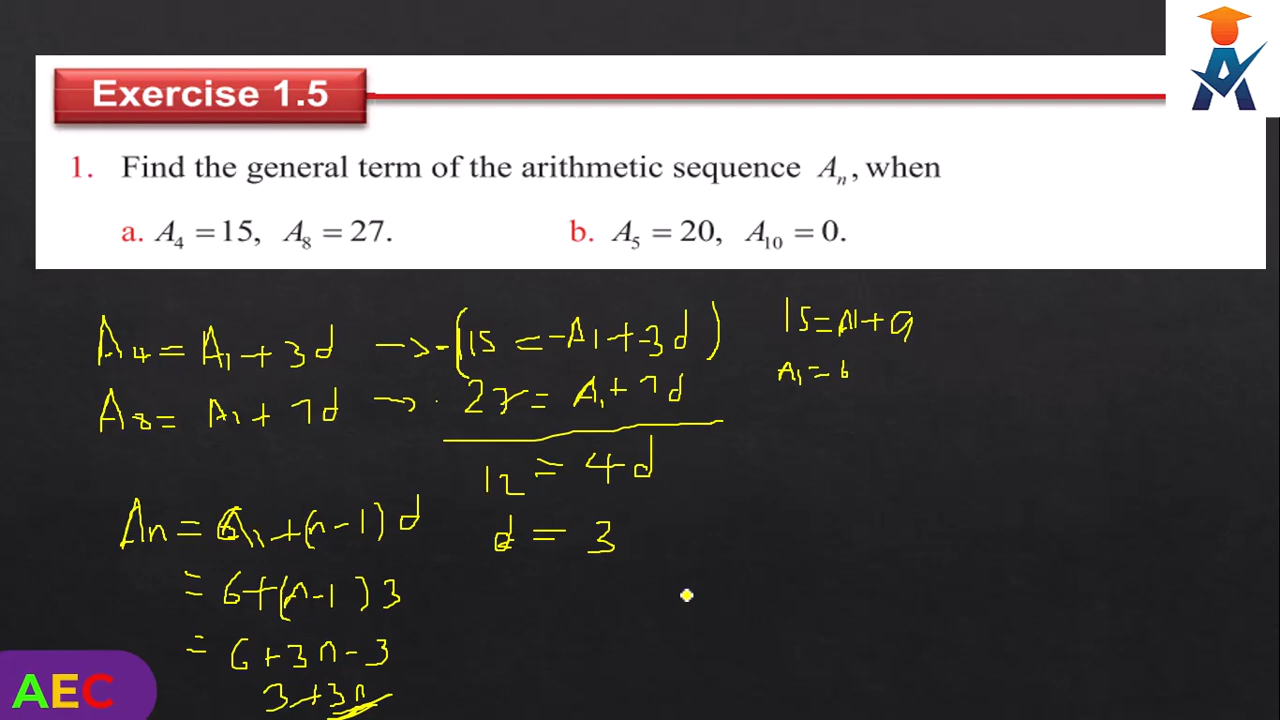 Exercise 1.5
1. Find the general term of the arithmetic sequence Aₙ, when
a. A₄ = 15, A₈ = 27.
b. A₅ = 20, A₁₀ = 0.
A₄ = A₁ + 3d → -(15 = -A₁ + -3d)
15 = A1 + 9
A₁ = 6
A₈ = A₁ + 7d → 27 = A₁ + 7d
12 = 4d
d = 3
An = A₁ + (n-1)d
= 6 + (n-1)3
= 6 + 3n - 3
3 + 3n
AEC